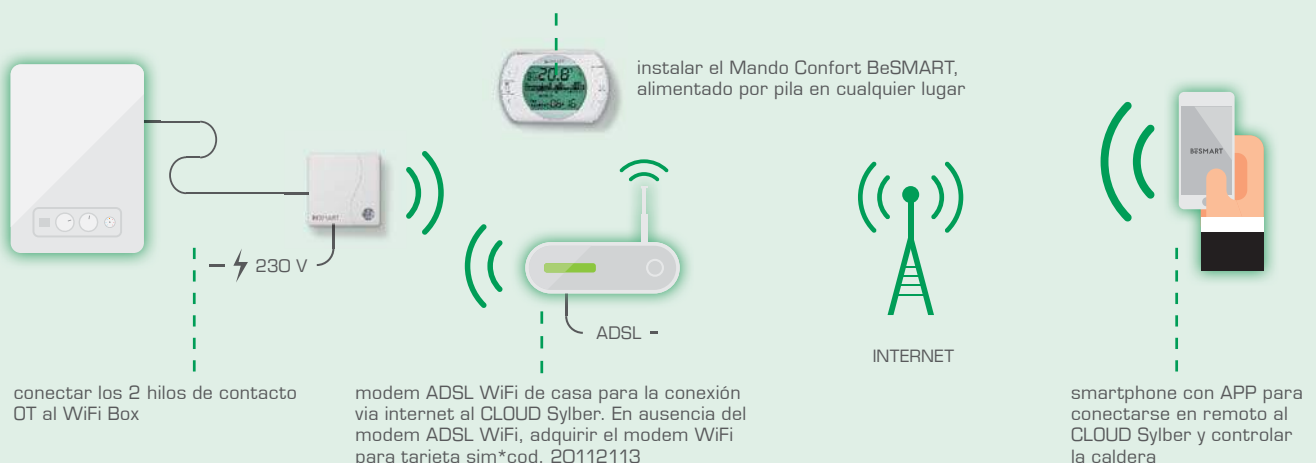 instalar el Mando Confort BeSMART,
alimentado por pila en cualquier lugar
BeSMART
20.8°
BESMART
BESMART
230 V
ADSL
INTERNET
conectar los 2 hilos de contacto
OT al WiFi Box
modem ADSL WiFi de casa para la conexión
via internet al CLOUD Sylber. En ausencia del
modem ADSL WiFi, adquirir el modem WiFi
para tarjeta sim*cod. 20112113
smartphone con APP para
conectarse en remoto al
CLOUD Sylber y controlar
la caldera